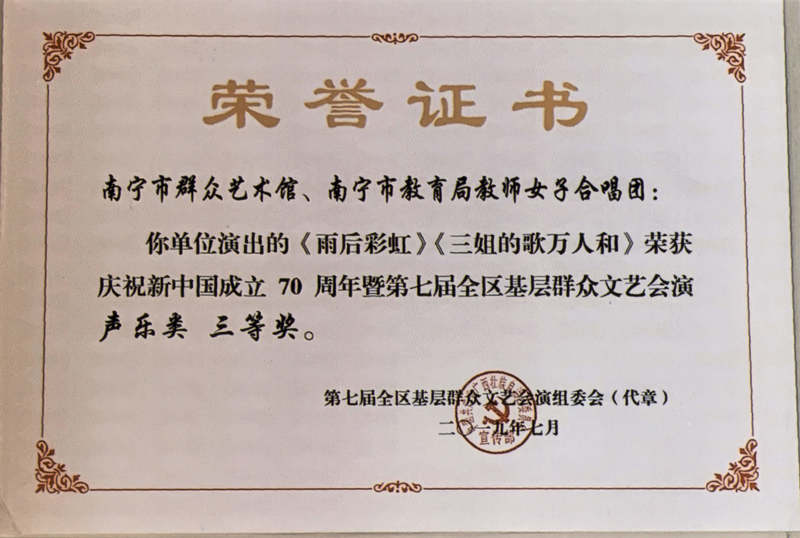 荣誉证书
南宁市群众艺术馆、南宁市教育局教师女子合唱团：
你单位演出的《雨后彩虹》《三姐的歌万人和》荣获
庆祝新中国成立 70 周年暨第七届全区基层群众文艺会演
声乐类 三等奖。
第七届全区基层群众文艺会演组委会（代章）
二〇一九年七月
宣传部